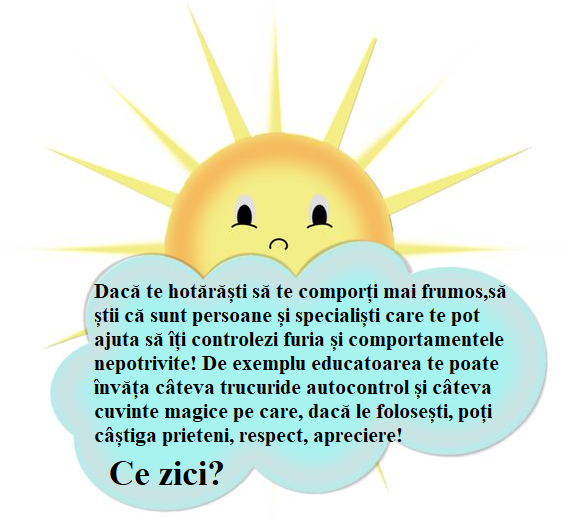 Dacă te hotărăști să te comporți mai frumos,să
știi că sunt persoane și specialiști care te pot
ajuta să îți controlezi furia și comportamentele
nepotrivite! De exemplu educatoarea te poate
învăța câteva trucuride autocontrol și câteva
cuvinte magice pe care, dacă le folosești, poți
câștiga prieteni, respect, apreciere!
Ce zici?